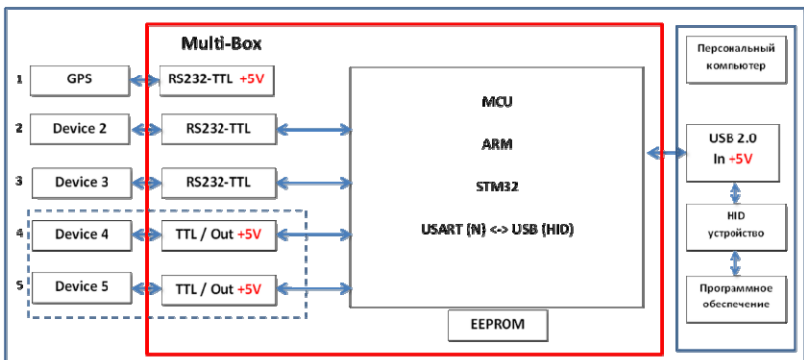 Multi-Box
1 GPS RS232-TTL +5V
2 Device 2 RS232-TTL
3 Device 3 RS232-TTL
4 Device 4 TTL / Out +5V
5 Device 5 TTL / Out +5V
MCU
ARM
STM32
USART (N) <-> USB (HID)
EEPROM
Персональный
компьютер
USB 2.0
In +5V
HID
устройство
Программное
обеспечение